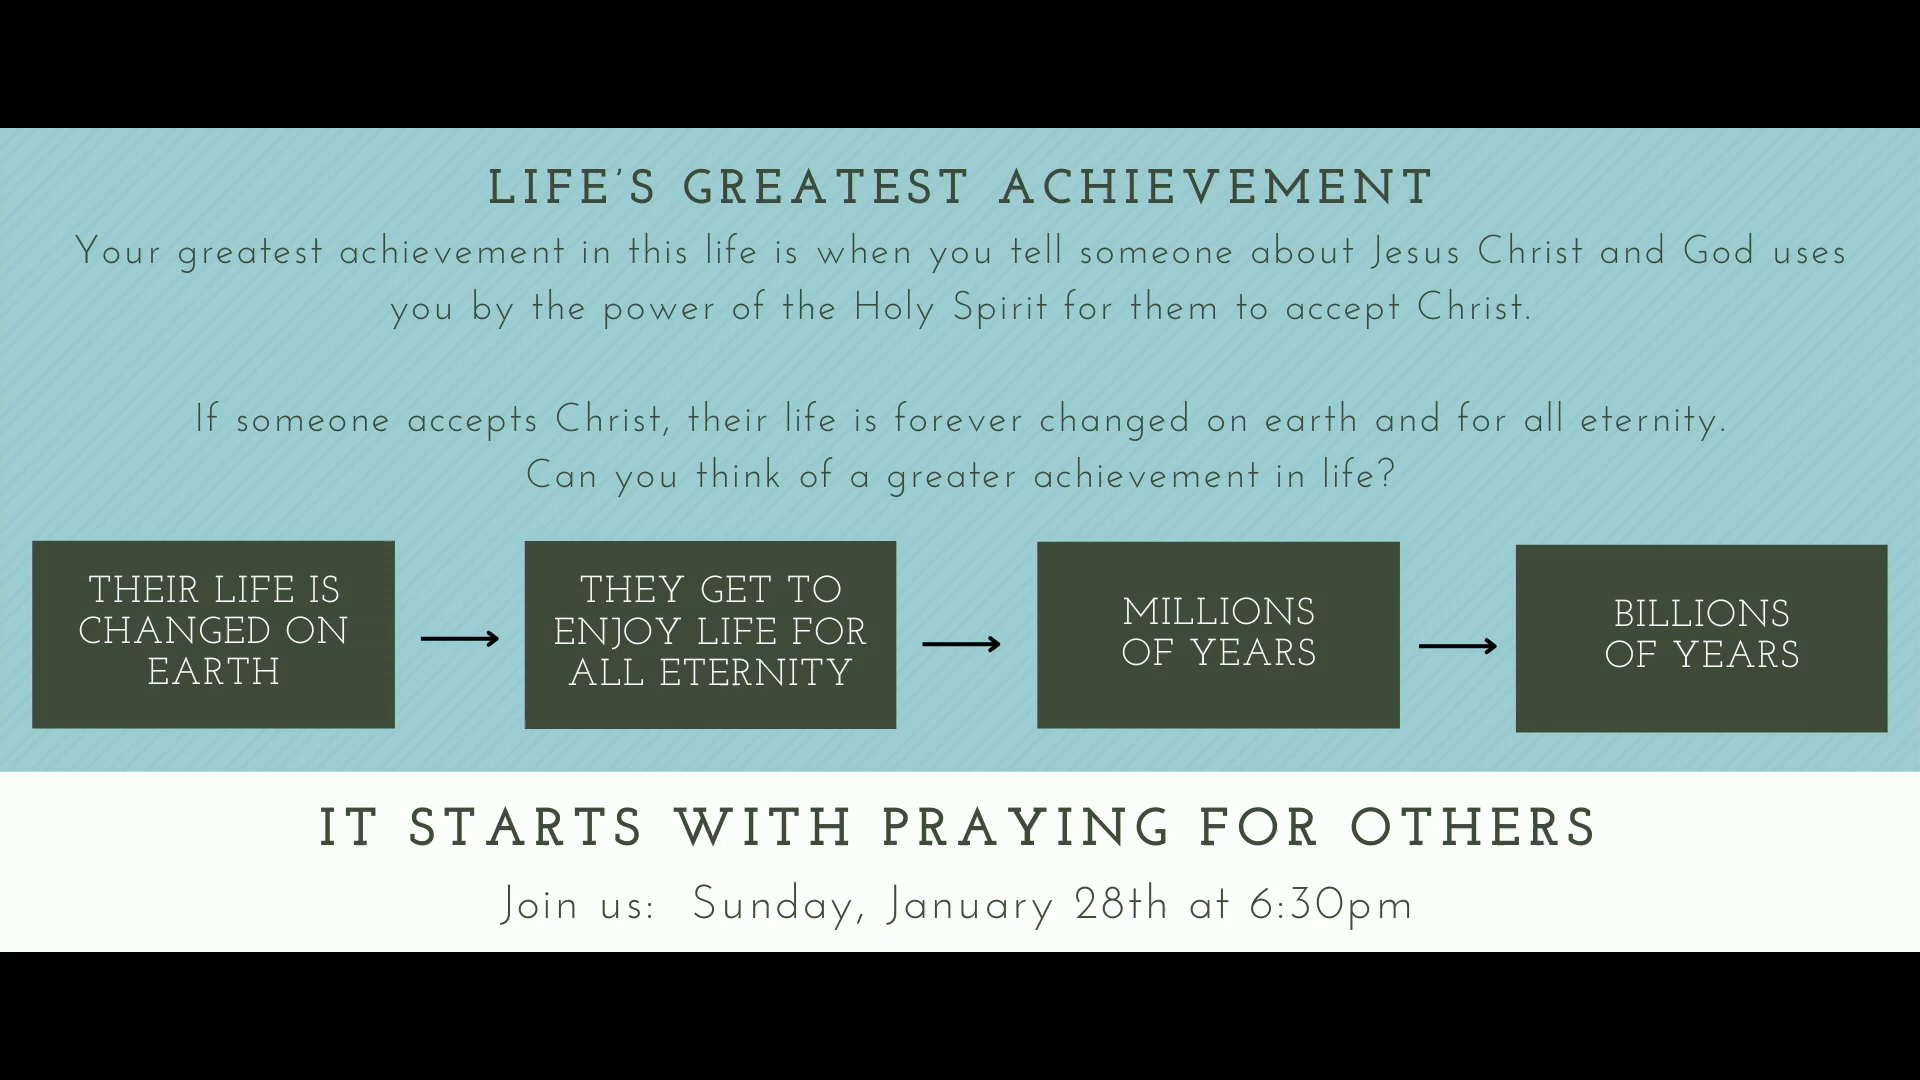 LIFE'S GREATEST ACHIEVEMENT
Your greatest achievement in this life is when you tell someone about Jesus Christ and God uses
you by the power of the Holy Spirit for them to accept Christ.
If someone accepts Christ, their life is forever changed on earth and for all eternity.
Can you think of a greater achievement in life?
THEIR LIFE IS
CHANGED ON
EARTH
THEY GET TO
ENJOY LIFE FOR
ALL ETERNITY
MILLIONS
OF YEARS
BILLIONS
OF YEARS
IT STARTS WITH PRAYING FOR OTHERS
Join us: Sunday, January 28th at 6:30pm